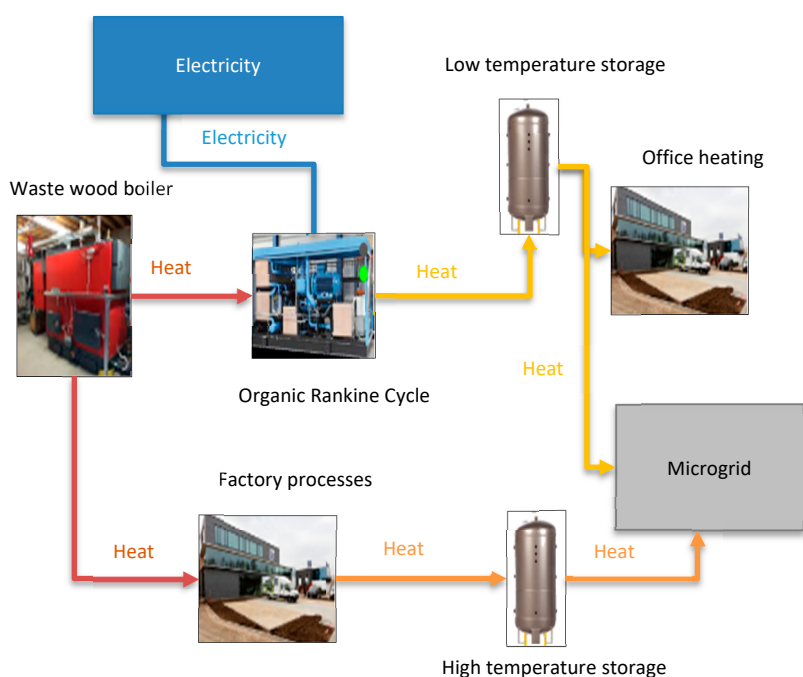 Electricity
Low temperature storage
Electricity
Office heating
Waste wood boiler
Heat
Heat
Organic Rankine Cycle
Heat
Microgrid
Factory processes
Heat
Heat
Heat
High temperature storage